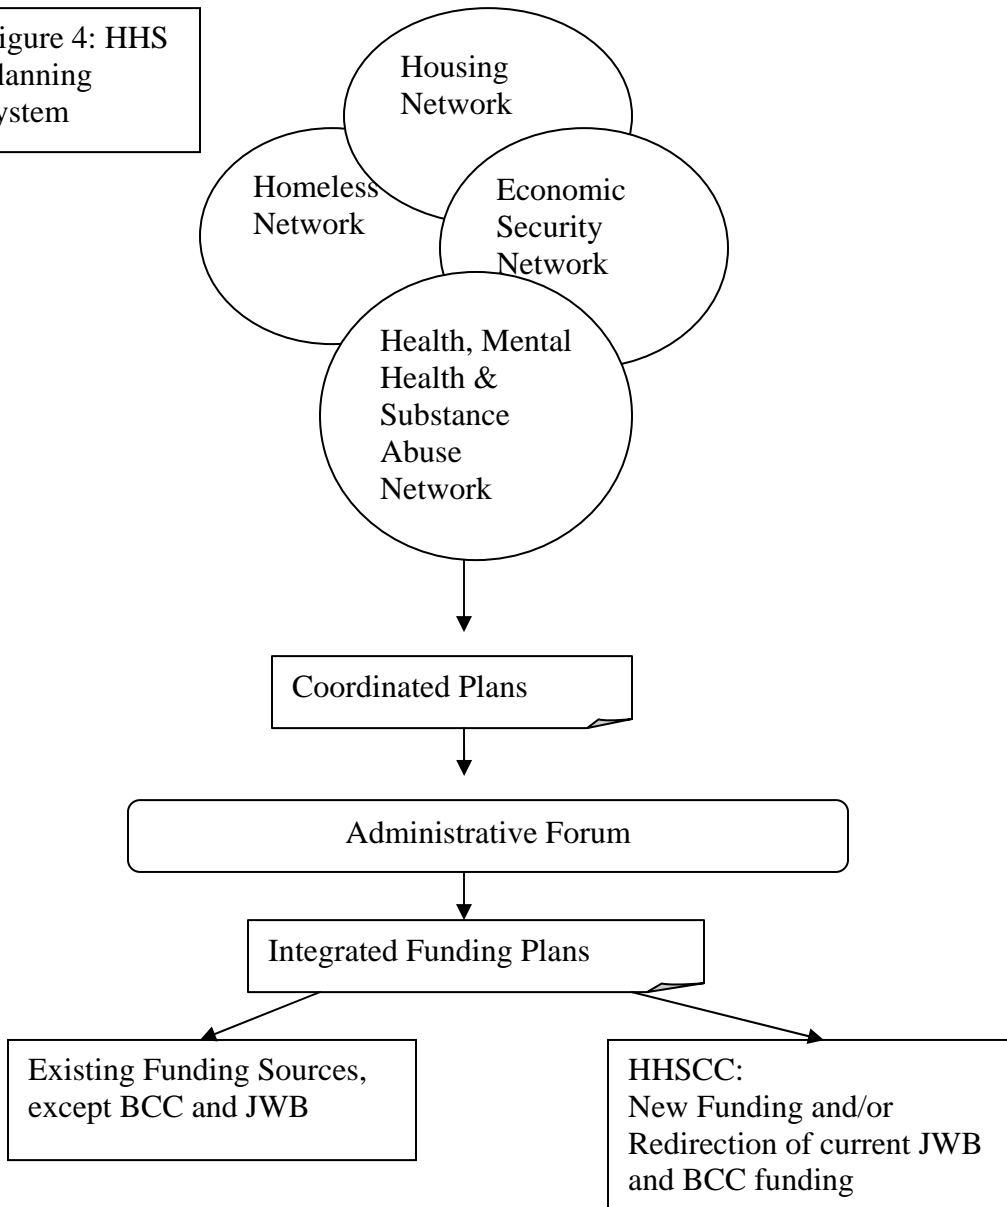 igure 4: HHS
lanning
ystem
Housing
Network
Homeless
Network
Economic
Security
Network
Health, Mental
Health &
Substance
Abuse
Network
Coordinated Plans
Administrative Forum
Integrated Funding Plans
Existing Funding Sources,
except BCC and JWB
HHSCC:
New Funding and/or
Redirection of current JWB
and BCC funding